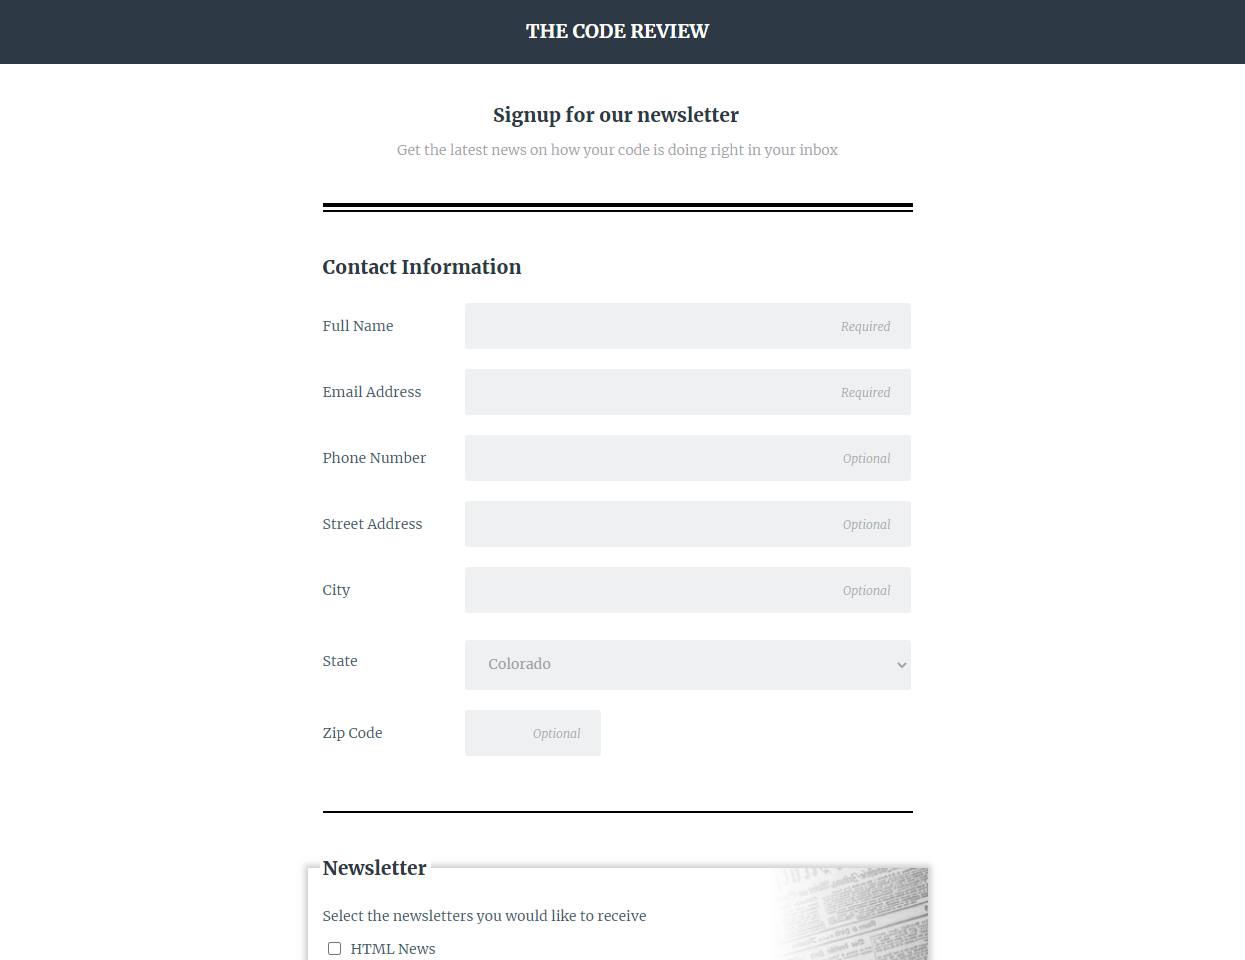 THE CODE REVIEW
Signup for our newsletter
Get the latest news on how your code is doing right in your inbox
Contact Information
Full Name
Required
Email Address
Required
Phone Number
Optional
Street Address
Optional
City
Optional
State
Colorado
Zip Code
Optional
Newsletter
Select the newsletters you would like to receive
HTML News